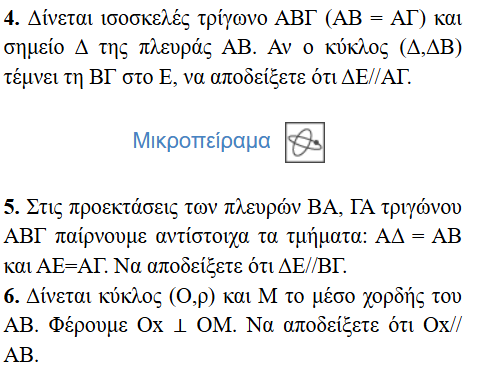 4. Δίνεται ισοσκελές τρίγωνο ΑΒΓ (ΑΒ = ΑΓ) και
σημείο Δ της πλευράς ΑΒ. Αν ο κύκλος (Δ,ΔΒ)
τέμνει τη ΒΓ στο Ε, να αποδείξετε ότι ΔΕ//ΑΓ.
Μικροπείραμα
5. Στις προεκτάσεις των πλευρών ΒΑ, ΓΑ τριγώνου
ΑΒΓ παίρνουμε αντίστοιχα τα τμήματα: ΑΔ = ΑΒ
και ΑΕ=ΑΓ. Να αποδείξετε ότι ΔΕ//ΒΓ.
6. Δίνεται κύκλος (Ο,ρ) και Μ το μέσο χορδής του
ΑΒ. Φέρουμε Οx ⊥ ΟΜ. Να αποδείξετε ότι Οx//
ΑΒ.